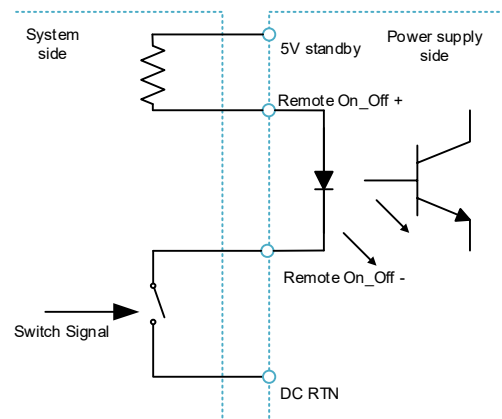 System
side
5V standby
Power supply
side
Remote On_Off +
Remote On_Off -
Switch Signal
DC RTN